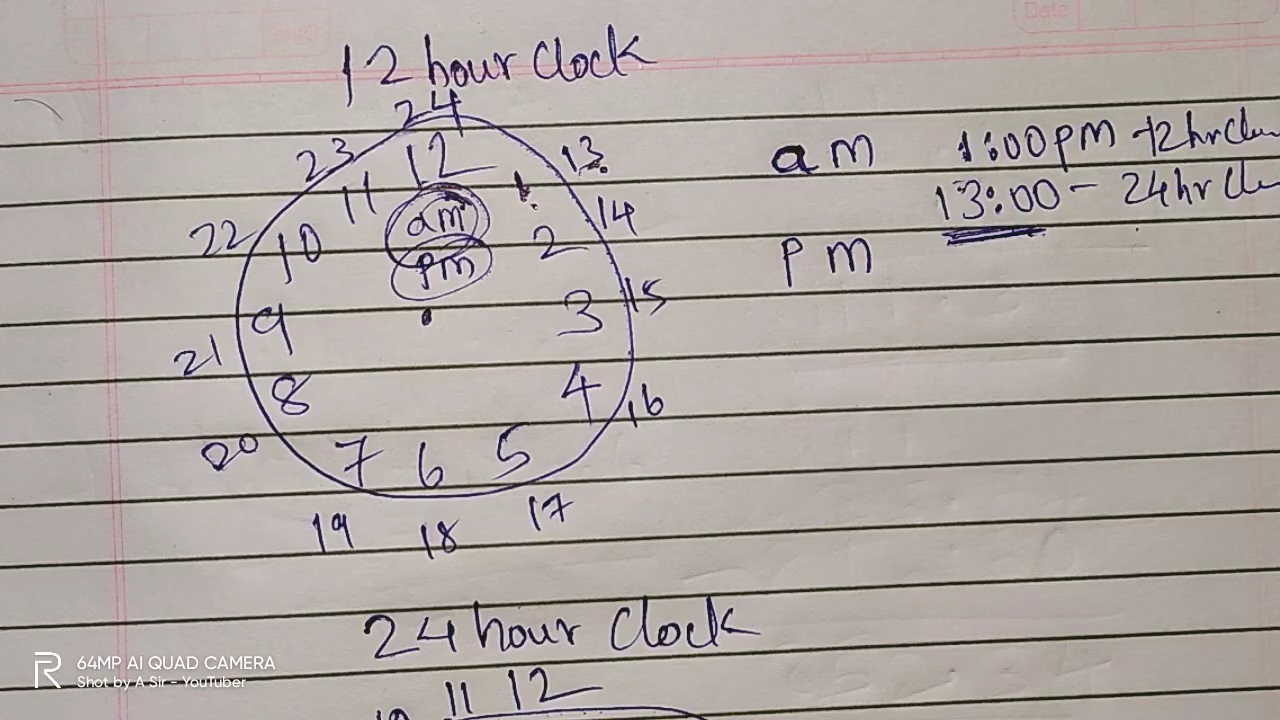 12 hour Clock
24
23 12 13
11 1
am
pm
22 10 2 14
9 3 15
21
8 4 16
20 7 6 5
19 18 17
am 1:00 pm - 12 hr
13:00 - 24 hr
pm
24 hour Clock
11 12
10
64MP AI QUAD CAMERA
Shot by A Sir - YouTuber